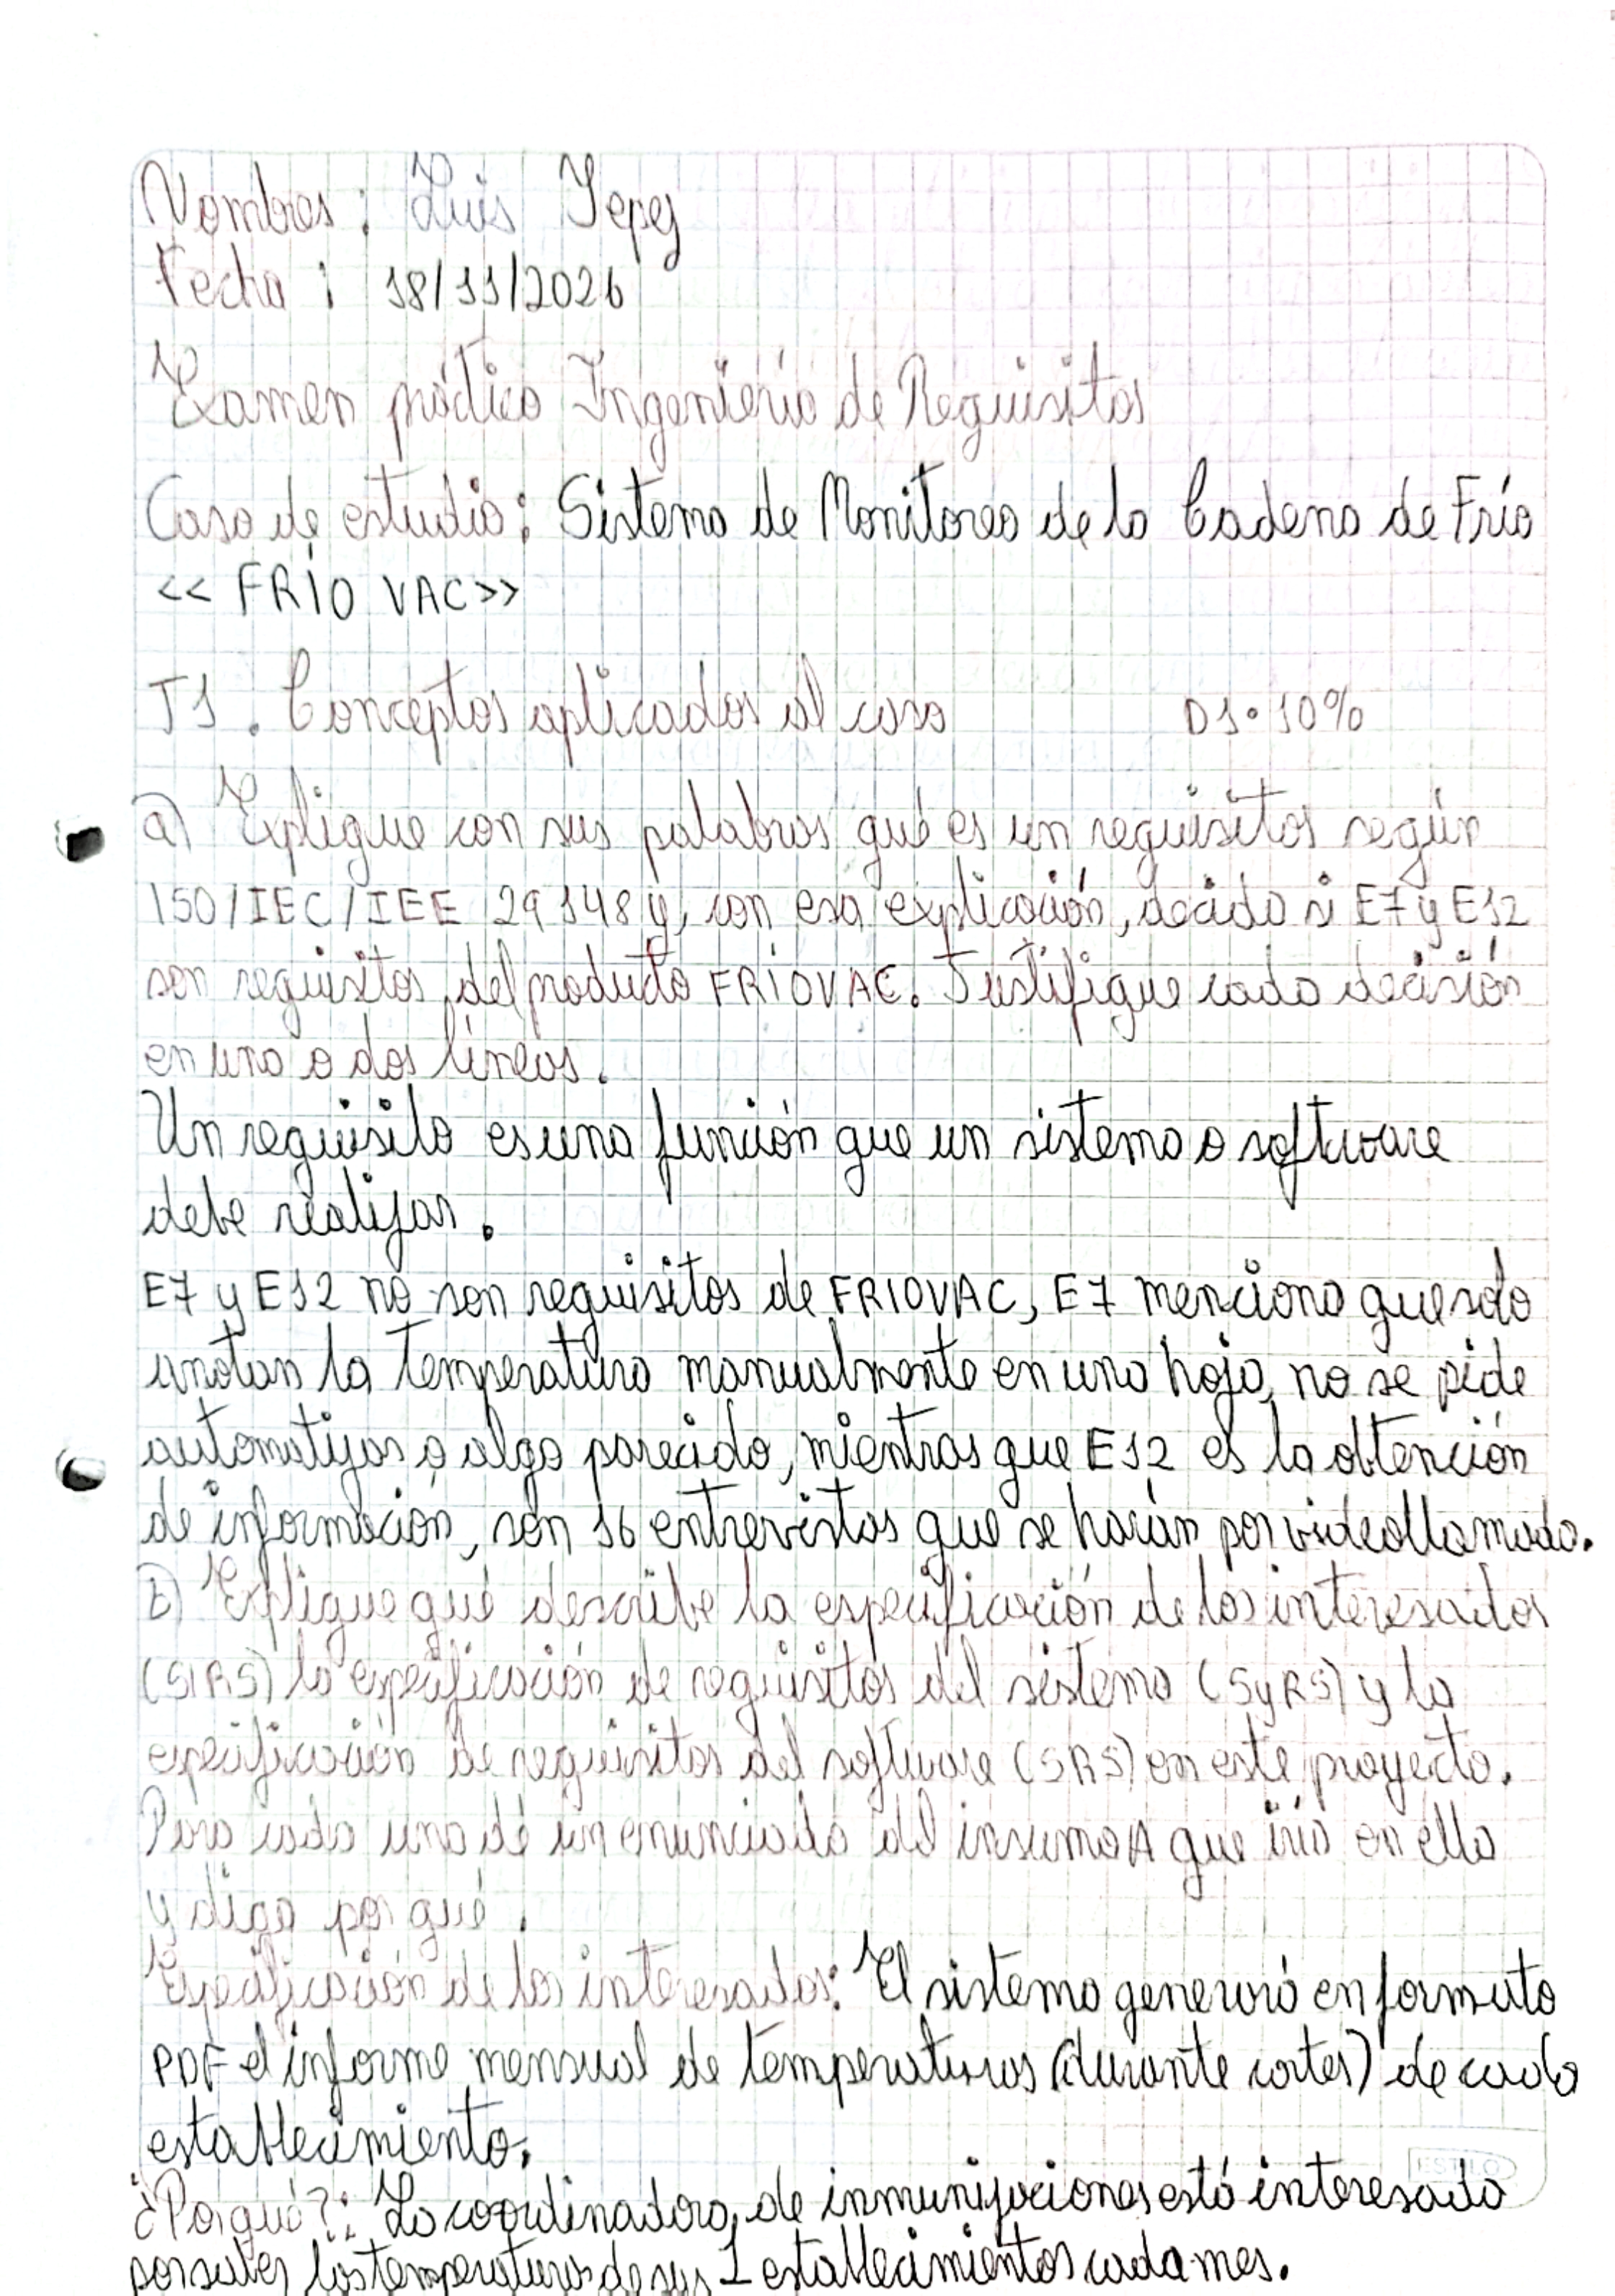 Nombres: Luis Yepez
Fecha: 18/11/2026
Examen práctico Ingeniería de Requisitos
Caso de estudio: Sistema de Monitoreo de la Cadena de Frío
<< FRÍO VAC>>
T1. Conceptos aplicados al caso D1 • 10%
a) Explique con sus palabras qué es un requisitos según
ISO/IEC/IEE 29148 y, con esa explicación, decida si E7 y E12
son requisitos del producto FRÍOVAC. Justifique cada decisión
en una o dos líneas.
Un requisito es una función que un sistema o software
debe realizar.
E7 y E12 no son requisitos de FRIOVAC, E7 menciona que solo
anotan la temperatura manualmente en una hoja, no se pide
automatizar o algo parecido, mientras que E12 es la obtención
de información, son 16 entrevistas que se harán por videollamada.
b) Explique qué describe la especificación de los interesados
(StRS) la especificación de requisitos del sistema (SyRS) y la
especificación de requisitos del software (SRS) en este proyecto.
Para cada una dé un enunciado del insumo A que iría en ella
y diga por qué.
Especificación de los interesados: El sistema generará en formato
PDF el informe mensual de temperaturas (durante cortes) de cada
establecimiento.
¿Por qué?: La coordinadora de inmunizaciones está interesada
por saber las temperaturas de sus establecimientos cada mes.